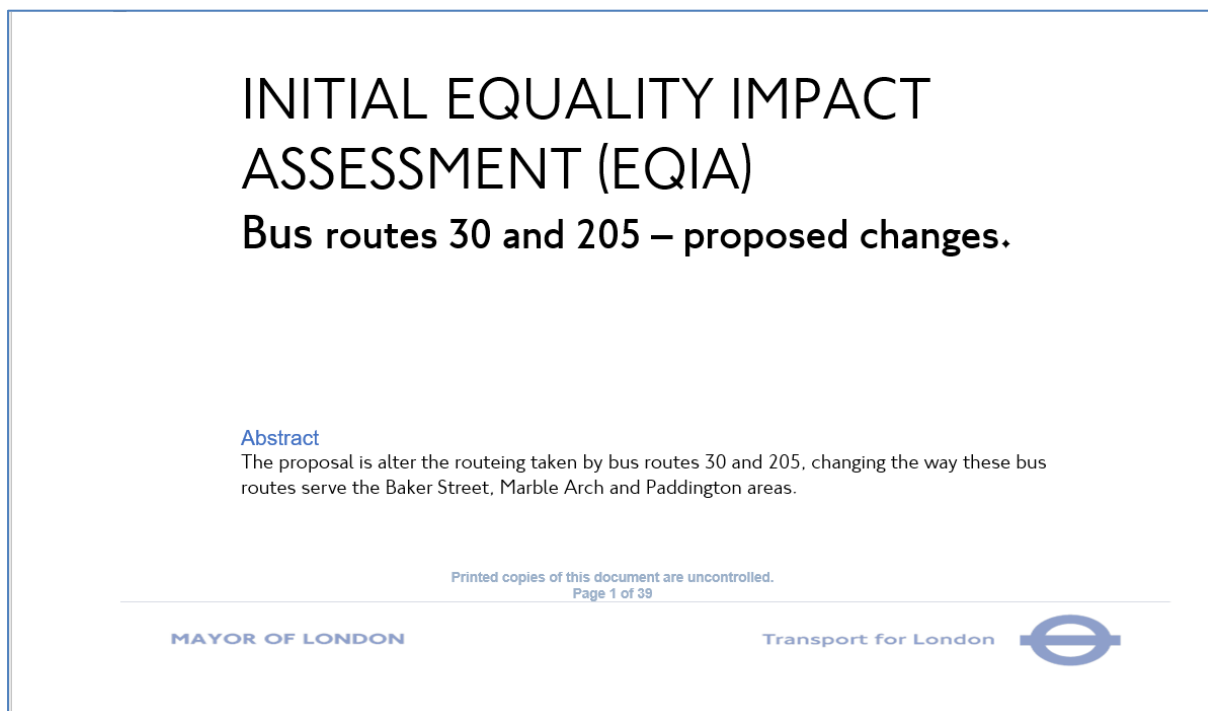 INITIAL EQUALITY IMPACT
ASSESSMENT (EQIA)
Bus routes 30 and 205 – proposed changes.
Abstract
The proposal is alter the routeing taken by bus routes 30 and 205, changing the way these bus
routes serve the Baker Street, Marble Arch and Paddington areas.
Printed copies of this document are uncontrolled.
Page 1 of 39
MAYOR OF LONDON
Transport for London